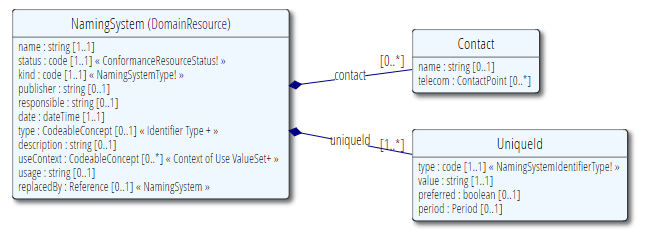 NamingSystem (DomainResource)
name : string [1..1]
status : code [1..1] « ConformanceResourceStatus! »
kind : code [1..1] « NamingSystemType! »
publisher : string [0..1]
responsible : string [0..1]
date : dateTime [1..1]
type : CodeableConcept [0..1] « Identifier Type + »
description : string [0..1]
useContext : CodeableConcept [0..*] « Context of Use ValueSet+ »
usage : string [0..1]
replacedBy : Reference [0..1] « NamingSystem »
contact
[0..*]
Contact
name : string [0..1]
telecom : ContactPoint [0..*]
uniqueId
[1..*]
UniqueId
type : code [1..1] « NamingSystemIdentifierType! »
value : string [1..1]
preferred : boolean [0..1]
period : Period [0..1]